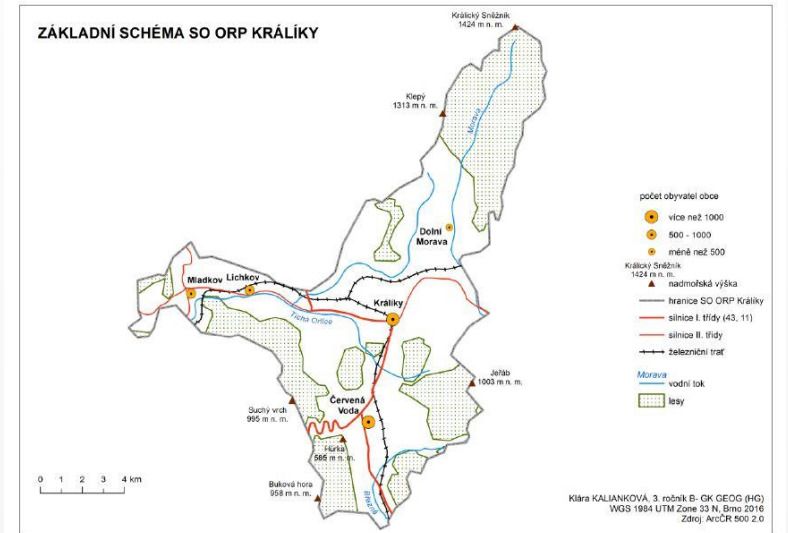 ZÁKLADNÍ SCHÉMA SO ORP KRÁLÍKY
Králický Sněžník
1424 m n. m.
Klepý
1313 m n. m.
Morava
Dolní
Morava
Mladkov
Lichkov
Králíky
Tichá Orlice
Jeřáb
1003 m n. m.
Suchý vrch
995 m n. m.
Červená
Voda
Hůrka
565 m n. m.
Buková hora
958 m n. m.
Březná
0 1 2 3 4 km
počet obyvatel obce
více než 1000
500 - 1000
méně než 500
Králický Sněžník
1424 m n. m.
nadmořská výška
hranice SO ORP Králíky
silnice I. třídy (43, 11)
silnice II. třídy
železniční trať
Morava
vodní tok
lesy
Klára KALIANKOVÁ, 3. ročník B- GK GEOG (HG)
WGS 1984 UTM Zone 33 N, Brno 2016
Zdroj: ArcČR 500 2.0